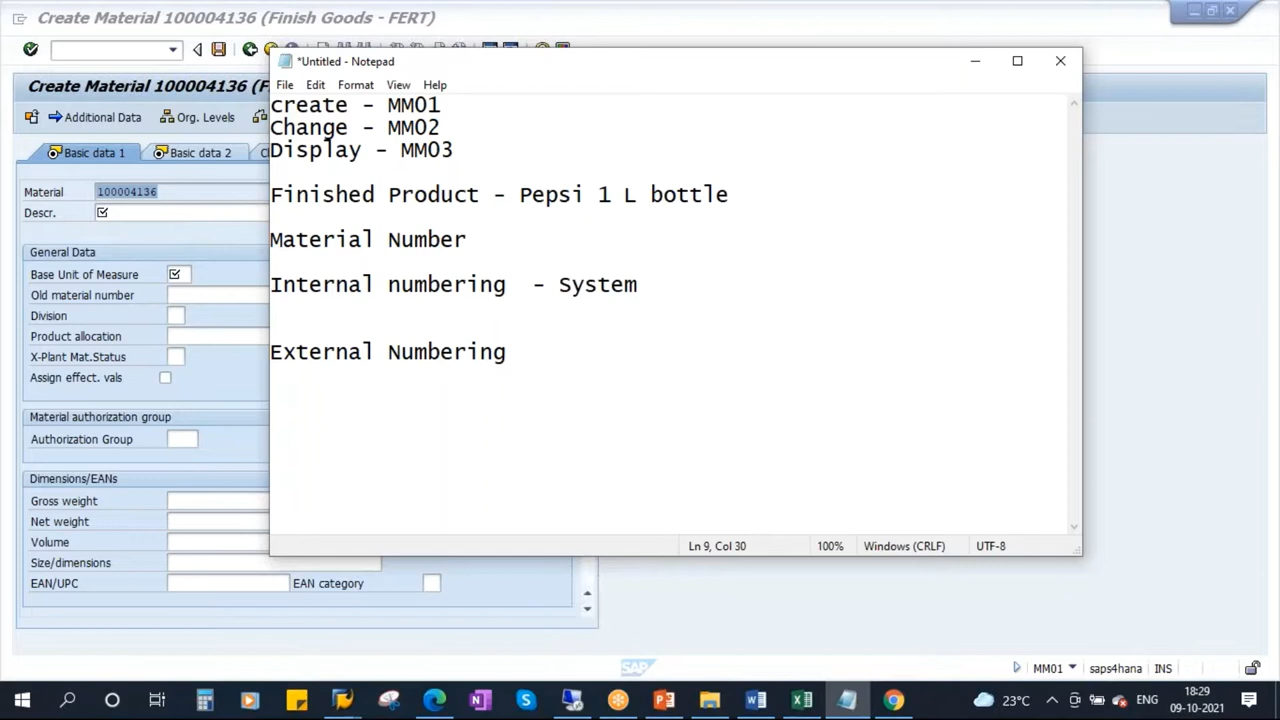 Create Material 100004136 (Finish Goods - FERT)
*Untitled - Notepad
File Edit Format View Help
create - MM01
Change - MM02
Display - MM03
Finished Product - Pepsi 1 L bottle
Material Number
Internal numbering - System
External Numbering
Ln 9, Col 30 100% Windows (CRLF) UTF-8
Create Material 100004136 (Fi
Additional Data Org. Levels
Basic data 1 Basic data 2
Material 100004136
Descr.
General Data
Base Unit of Measure
Old material number
Division
Product allocation
X-Plant Mat.Status
Assign effect. vals
Material authorization group
Authorization Group
Dimensions/EANs
Gross weight
Net weight
Volume
Size/dimensions
EAN/UPC EAN category
SAP MM01 saps4hana INS
23°C ENG 18:29
09-10-2021